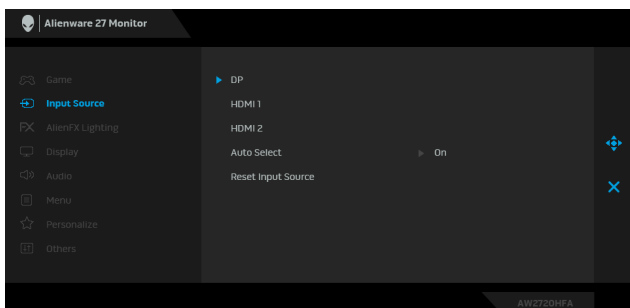 Alienware 27 Monitor
Game
DP
Input Source
HDMI 1
FX AlienFX Lighting
HDMI 2
Display
Auto Select On
Audio
Reset Input Source
Menu
Personalize
Others
AW2720HFA